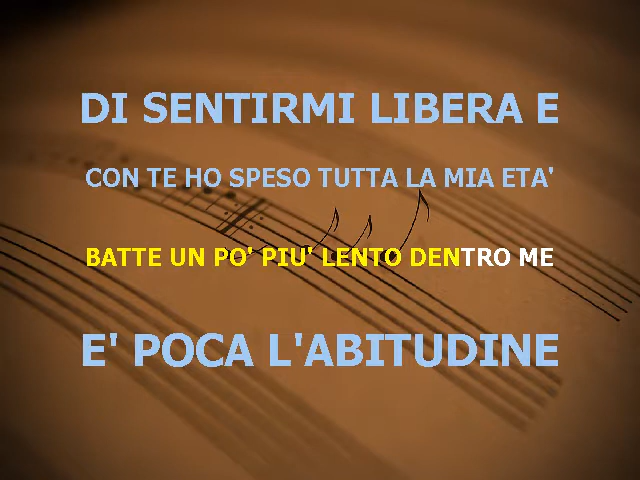 DI SENTIRMI LIBERA E
CON TE HO SPESO TUTTA LA MIA ETA'
BATTE UN PO' PIU' LENTO DENTRO ME
E' POCA L'ABITUDINE